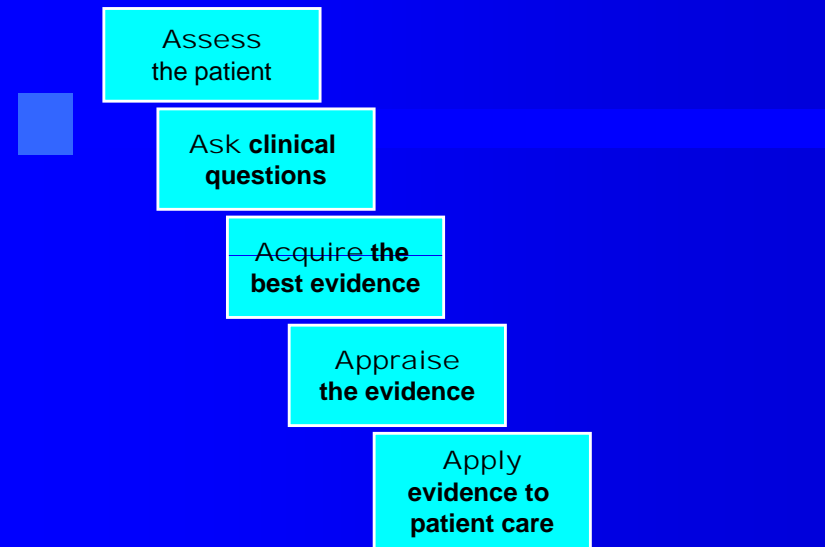 Assess
the patient
Ask clinical
questions
Acquire the
best evidence
Appraise
the evidence
Apply
evidence to
patient care